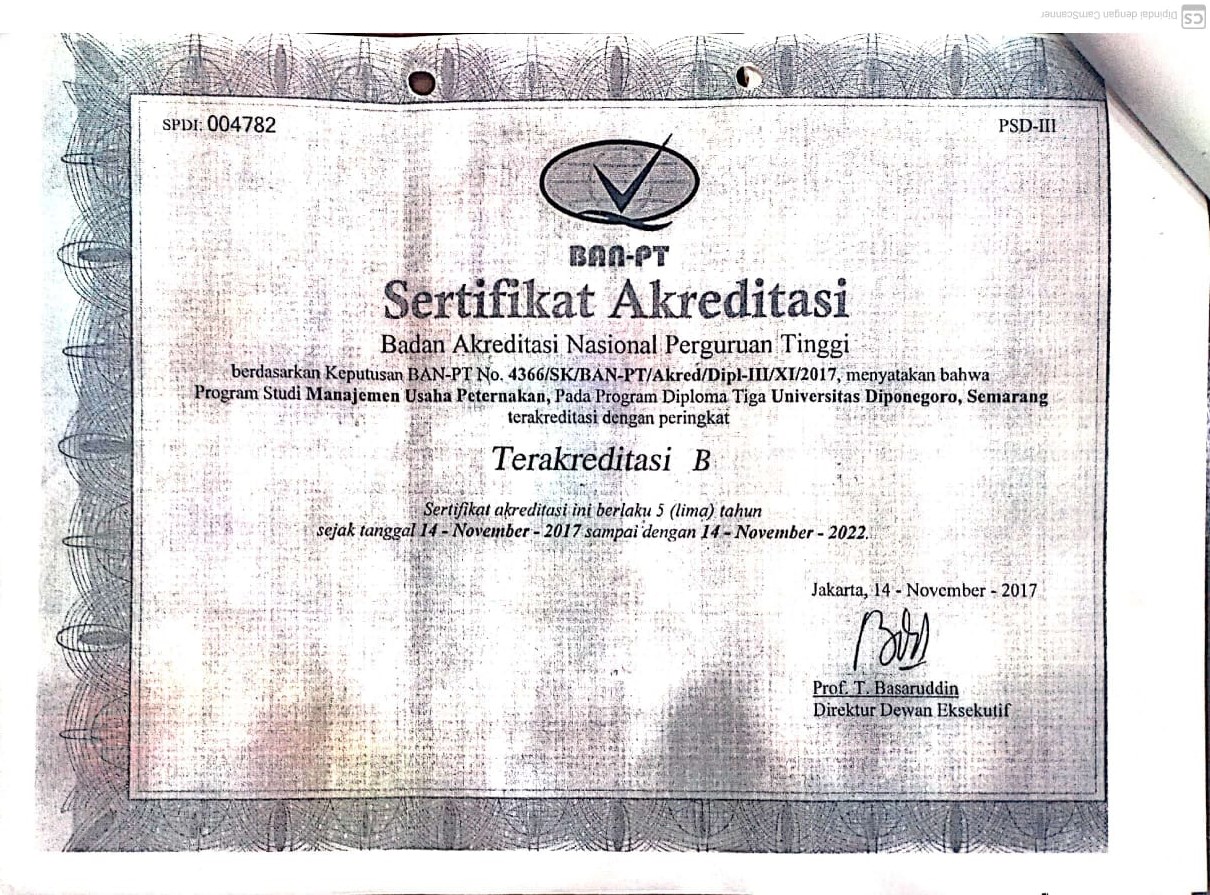 Dipindai dengan CamScanner
CS
SPDI: 004782
PSD-III
BAN-PT
Sertifikat Akreditasi
Badan Akreditasi Nasional Perguruan Tinggi
berdasarkan Keputusan BAN-PT No. 4366/SK/BAN-PT/Akred/Dipl-III/XI/2017, menyatakan bahwa
Program Studi Manajemen Usaha Peternakan, Pada Program Diploma Tiga Universitas Diponegoro, Semarang
terakreditasi dengan peringkat
Terakreditasi B
Sertifikat akreditasi ini berlaku 5 (lima) tahun
sejak tanggal 14 - November - 2017 sampai dengan 14 - November - 2022.
Jakarta, 14 - November - 2017
Prof. T. Basaruddin
Direktur Dewan Eksekutif